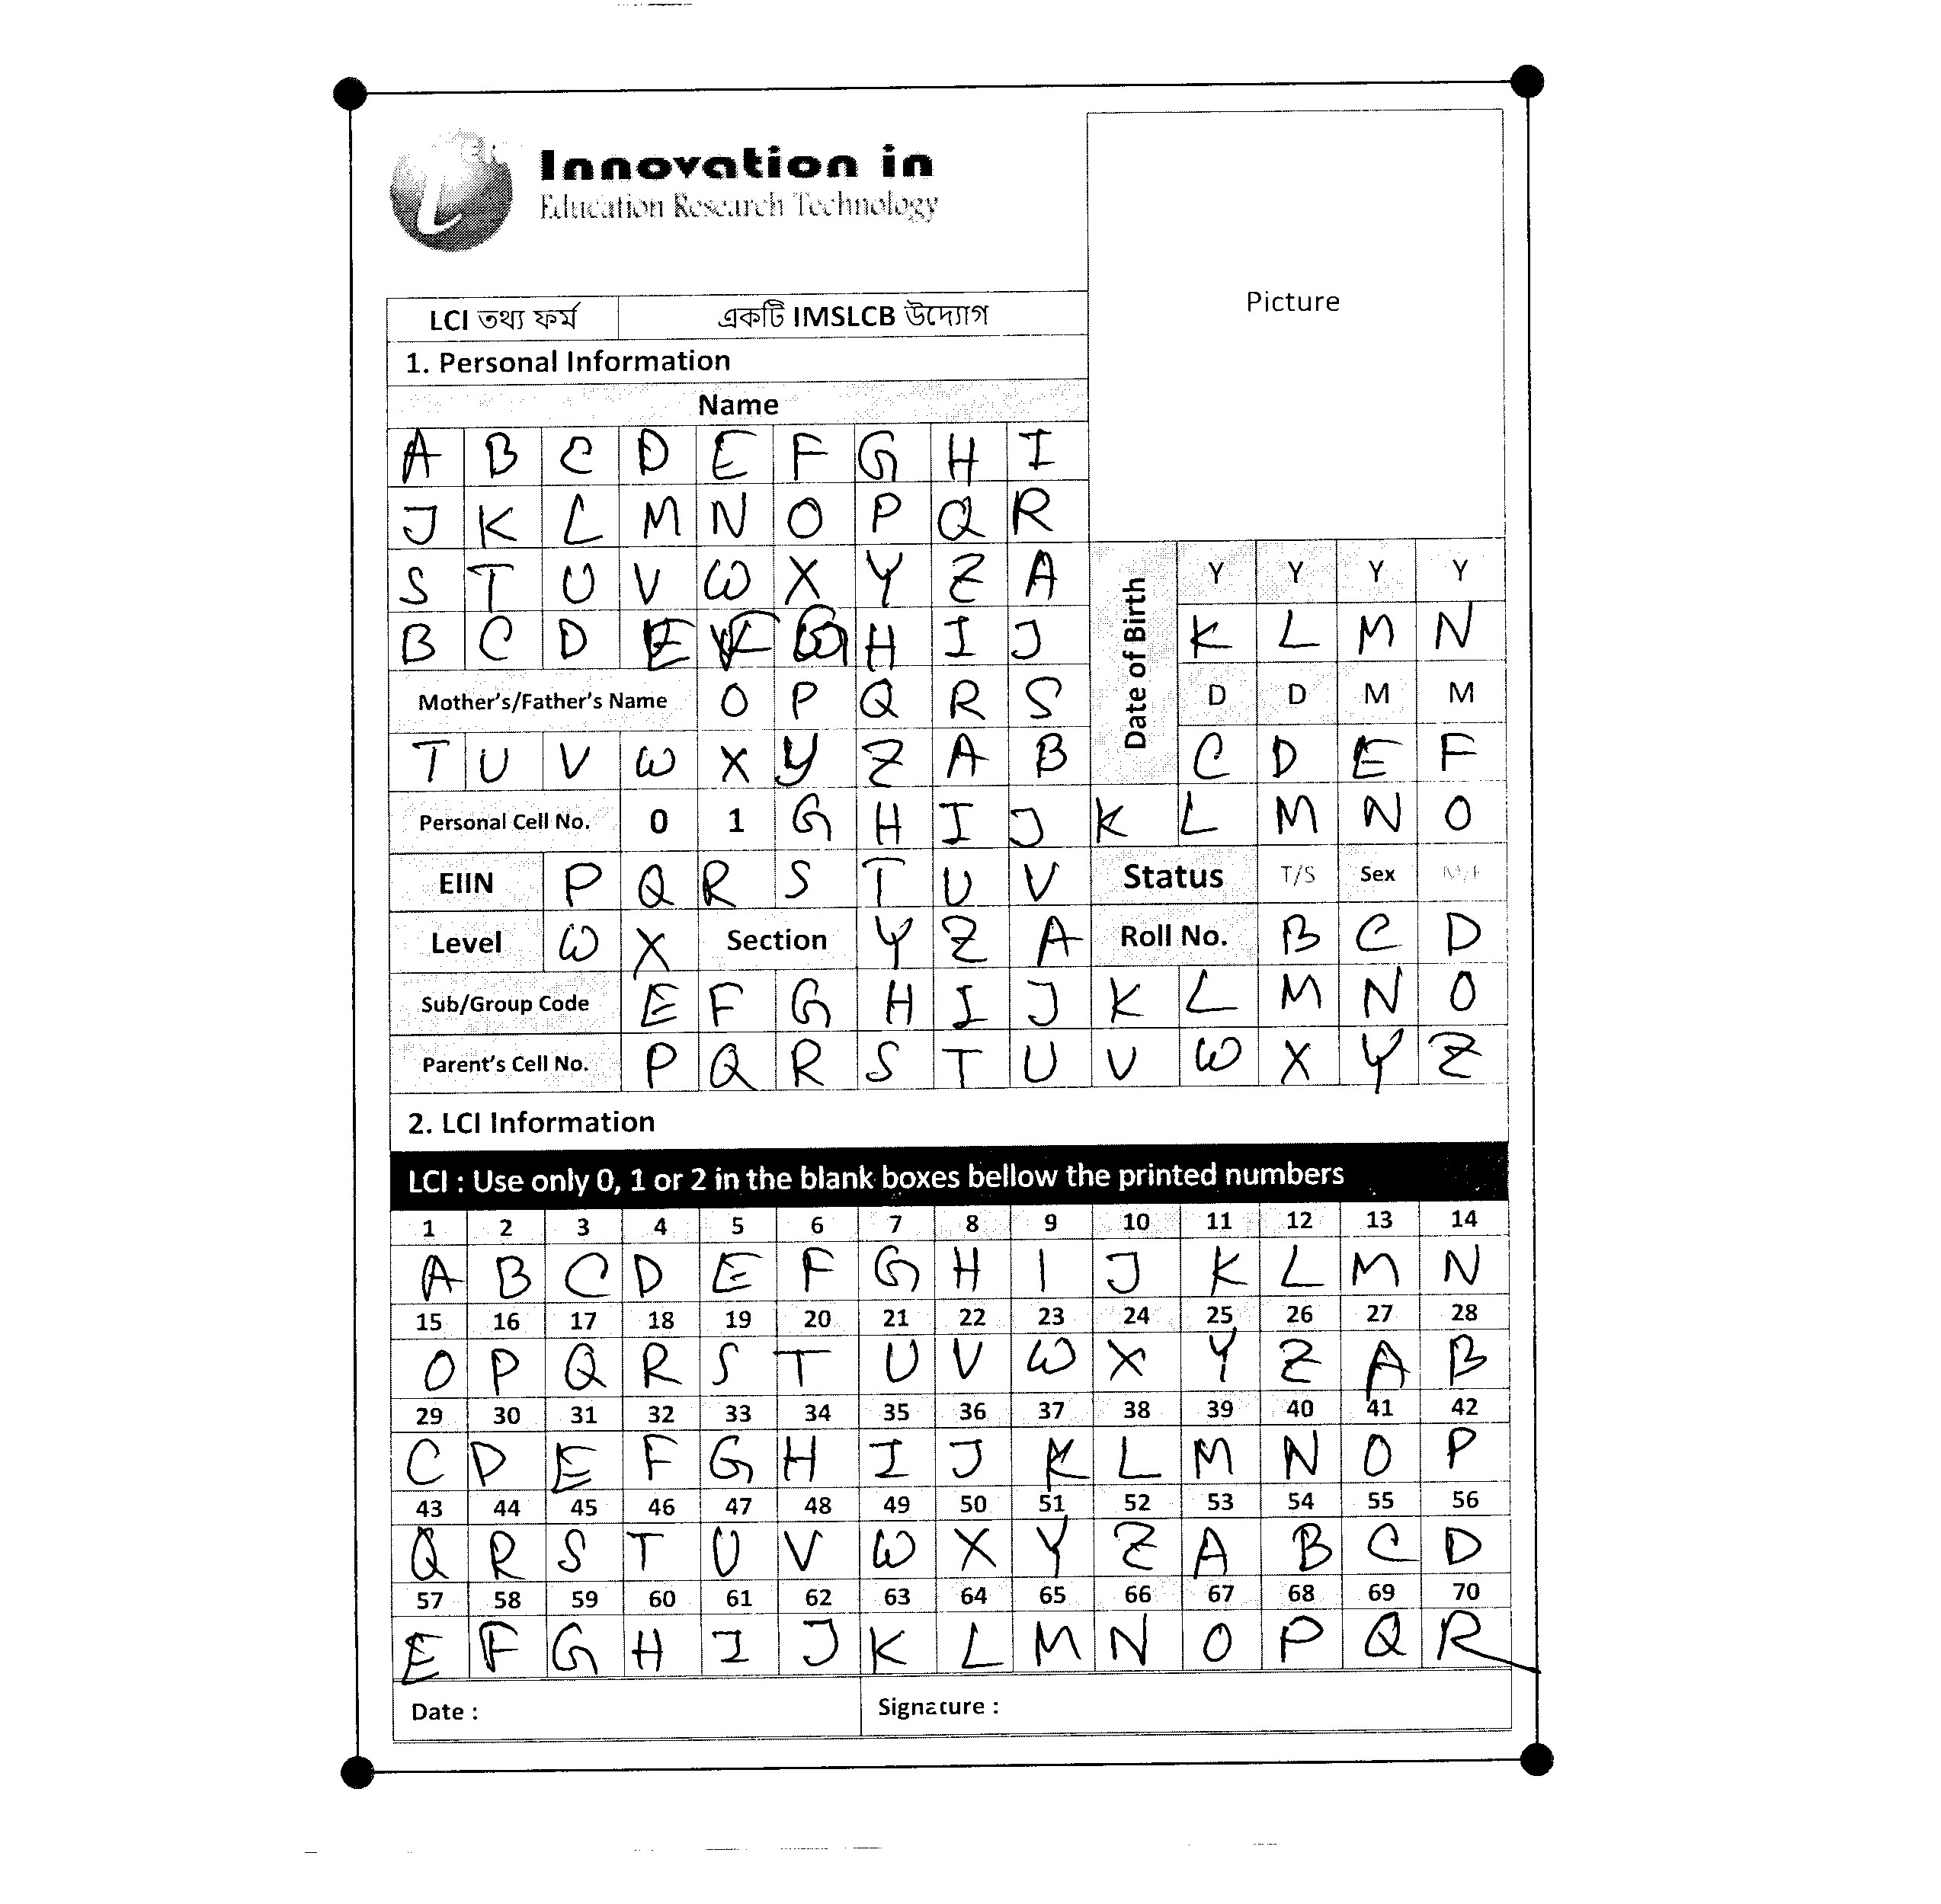 Innovation in
Education Research Technology
Picture
LCI তথ্য ফর্ম একটি IMSLCB উদ্যোগ
1. Personal Information
Name
A B C D E F G H I
J K L M N O P Q R
S T U V W X Y Z A
B C D E F G H I J
Date of Birth
Y Y Y Y
K L M N
D D M M
C D E F
Mother's/Father's Name O P Q R S
T U V W X Y Z A B
Personal Cell No. 0 1 G H I J K L M N O
EIIN P Q R S T U V Status T/S Sex M/F
Level W X Section Y Z A Roll No. B C D
Sub/Group Code E F G H I J K L M N O
Parent's Cell No. P Q R S T U V W X Y Z
2. LCI Information
LCI : Use only 0, 1 or 2 in the blank boxes bellow the printed numbers
1 2 3 4 5 6 7 8 9 10 11 12 13 14
A B C D E F G H I J K L M N
15 16 17 18 19 20 21 22 23 24 25 26 27 28
O P Q R S T U V W X Y Z A B
29 30 31 32 33 34 35 36 37 38 39 40 41 42
C D E F G H I J K L M N O P
43 44 45 46 47 48 49 50 51 52 53 54 55 56
Q R S T U V W X Y Z A B C D
57 58 59 60 61 62 63 64 65 66 67 68 69 70
E F G H I J K L M N O P Q R
Date : Signature :